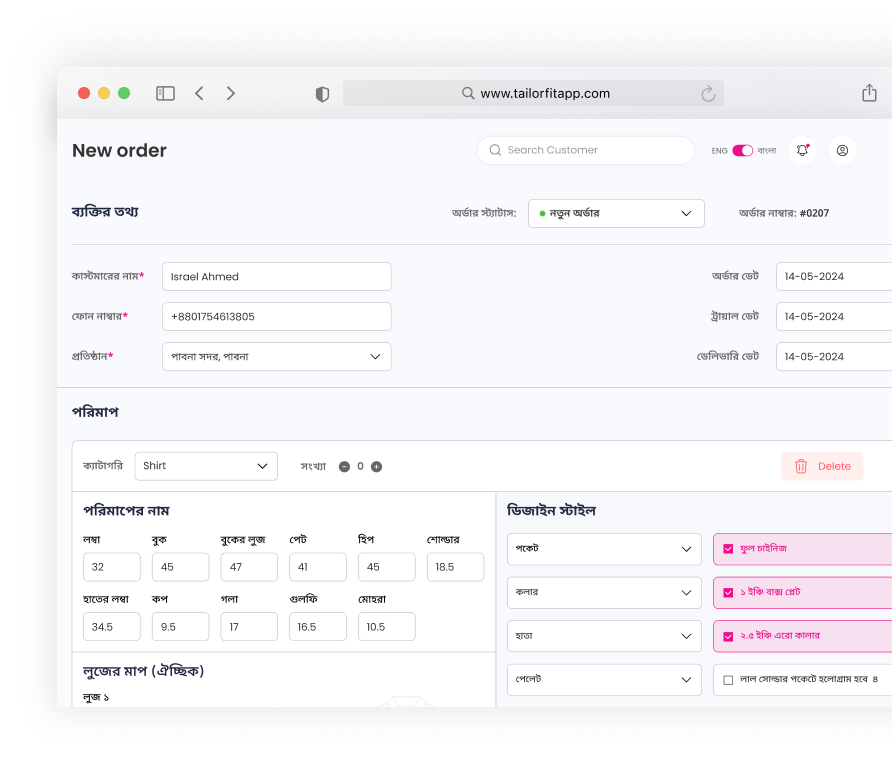 www.tailorfitapp.com
New order
Search Customer
ENG
বাংলা
ব্যক্তির তথ্য
অর্ডার স্ট্যাটাস:
নতুন অর্ডার
অর্ডার নাম্বার: #0207
কাস্টমারের নাম*
Israel Ahmed
অর্ডার ডেট
14-05-2024
ফোন নাম্বার*
+8801754613805
ট্রায়াল ডেট
14-05-2024
প্রতিষ্ঠান*
পাবনা সদর, পাবনা
ডেলিভারি ডেট
14-05-2024
পরিমাপ
ক্যাটাগরি
Shirt
সংখ্যা
0
Delete
পরিমাপের নাম
লম্বা
বুক
বুকের লুজ
পেট
হিপ
শোল্ডার
32
45
47
41
45
18.5
হাতের লম্বা
কপ
গলা
গুলফি
মোহরা
34.5
9.5
17
16.5
10.5
লুজের মাপ (ঐচ্ছিক)
লুজ ১
ডিজাইন স্টাইল
পকেট
ফুল চাইনিজ
কলার
১ ইঞ্চি বাক্স প্লেট
হাতা
২.৫ ইঞ্চি এরো কালার
পেলেট
লাল সোল্ডার পকেটে হলোগ্রাম হবে ৪